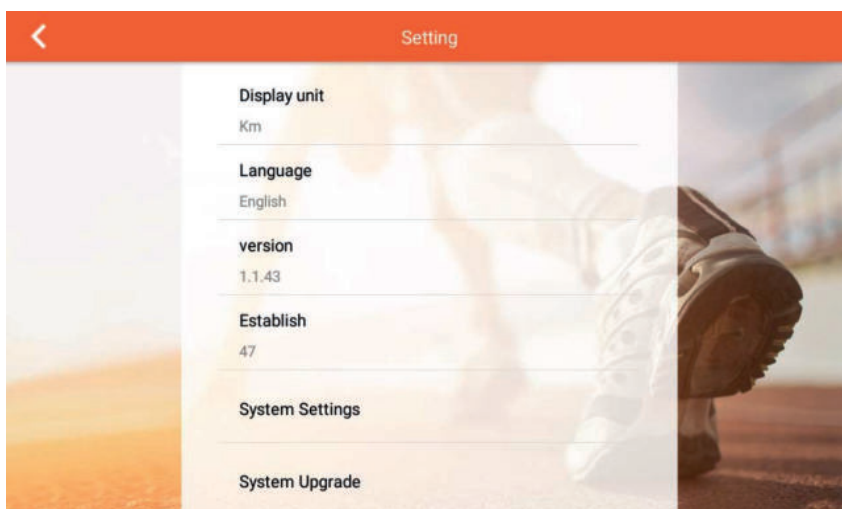 Setting
Display unit
Km
Language
English
version
1.1.43
Establish
47
System Settings
System Upgrade